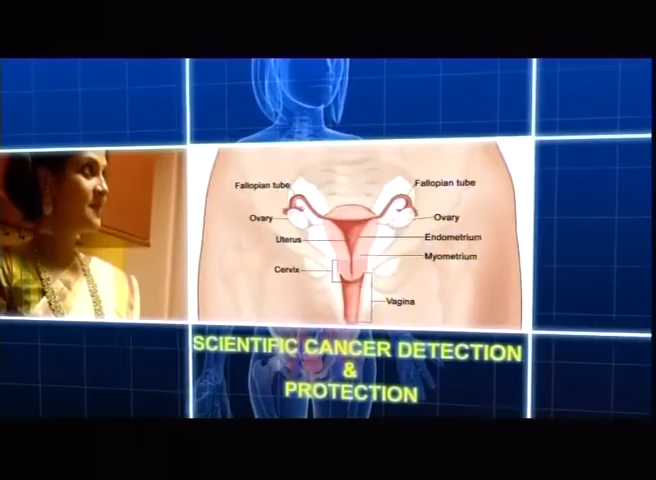 Fallopian tube
Fallopian tube
Ovary
Ovary
Uterus
Endometrium
Myometrium
Cervix
Vagina
SCIENTIFIC CANCER DETECTION
&
PROTECTION